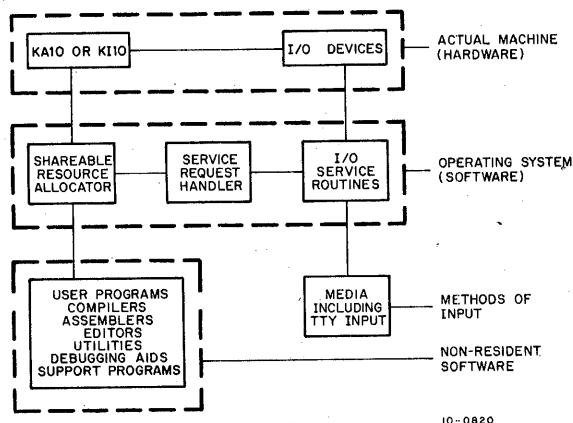 KA10 OR KI10
I/O DEVICES
ACTUAL MACHINE
(HARDWARE)
SHAREABLE
RESOURCE
ALLOCATOR
SERVICE
REQUEST
HANDLER
I/O
SERVICE
ROUTINES
OPERATING SYSTEM
(SOFTWARE)
USER PROGRAMS
COMPILERS
ASSEMBLERS
EDITORS
UTILITIES
DEBUGGING AIDS
SUPPORT PROGRAMS
MEDIA
INCLUDING
TTY INPUT
METHODS OF
INPUT
NON-RESIDENT
SOFTWARE
10-0820